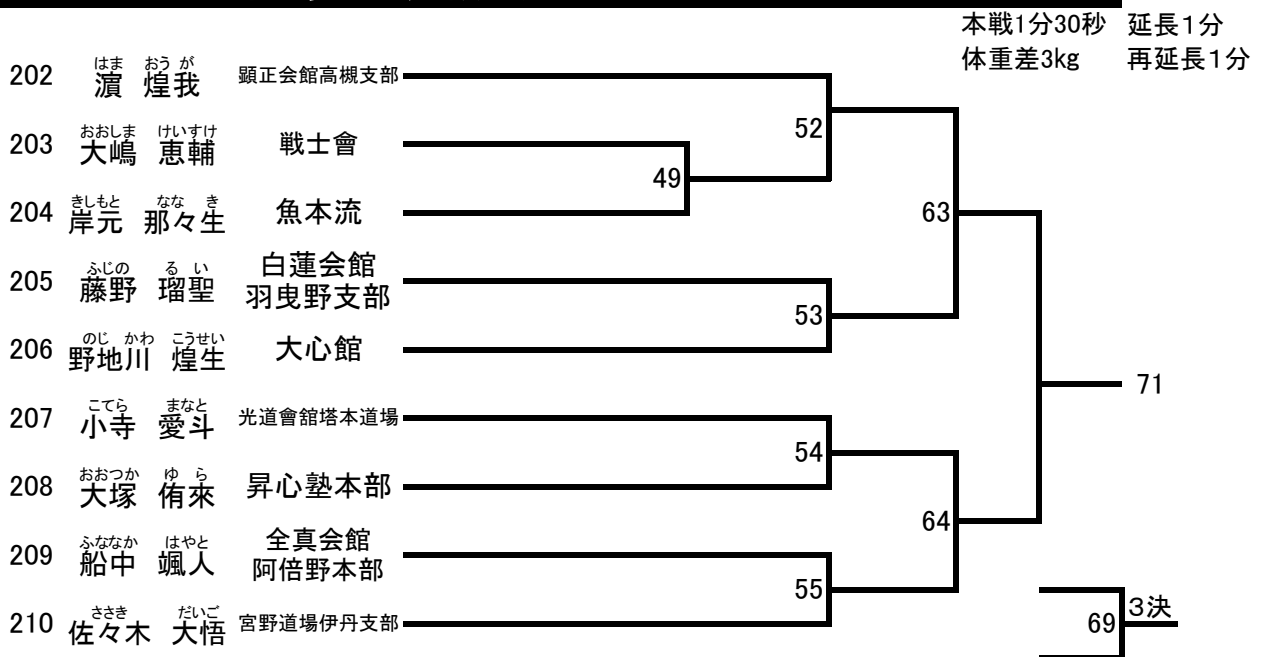 本戦1分30秒 延長1分
体重差3kg 再延長1分
はま おう が
202 濵 煌我 顕正会館高槻支部
52
おおしま けいすけ
203 大嶋 恵輔 戦士會
49
きしもと なな き
204 岸元 那々生 魚本流
63
ふじの る い
205 藤野 瑠聖 白蓮会館
羽曳野支部
53
のじ かわ こうせい
206 野地川 煌生 大心館
71
こてら まなと
207 小寺 愛斗 光道會舘塔本道場
54
おおつか ゆ ら
208 大塚 侑來 昇心塾本部
64
ふななか はやと
209 船中 颯人 全真会館
阿倍野本部
55
ささき だいご
210 佐々木 大悟 宮野道場伊丹支部
69 3決